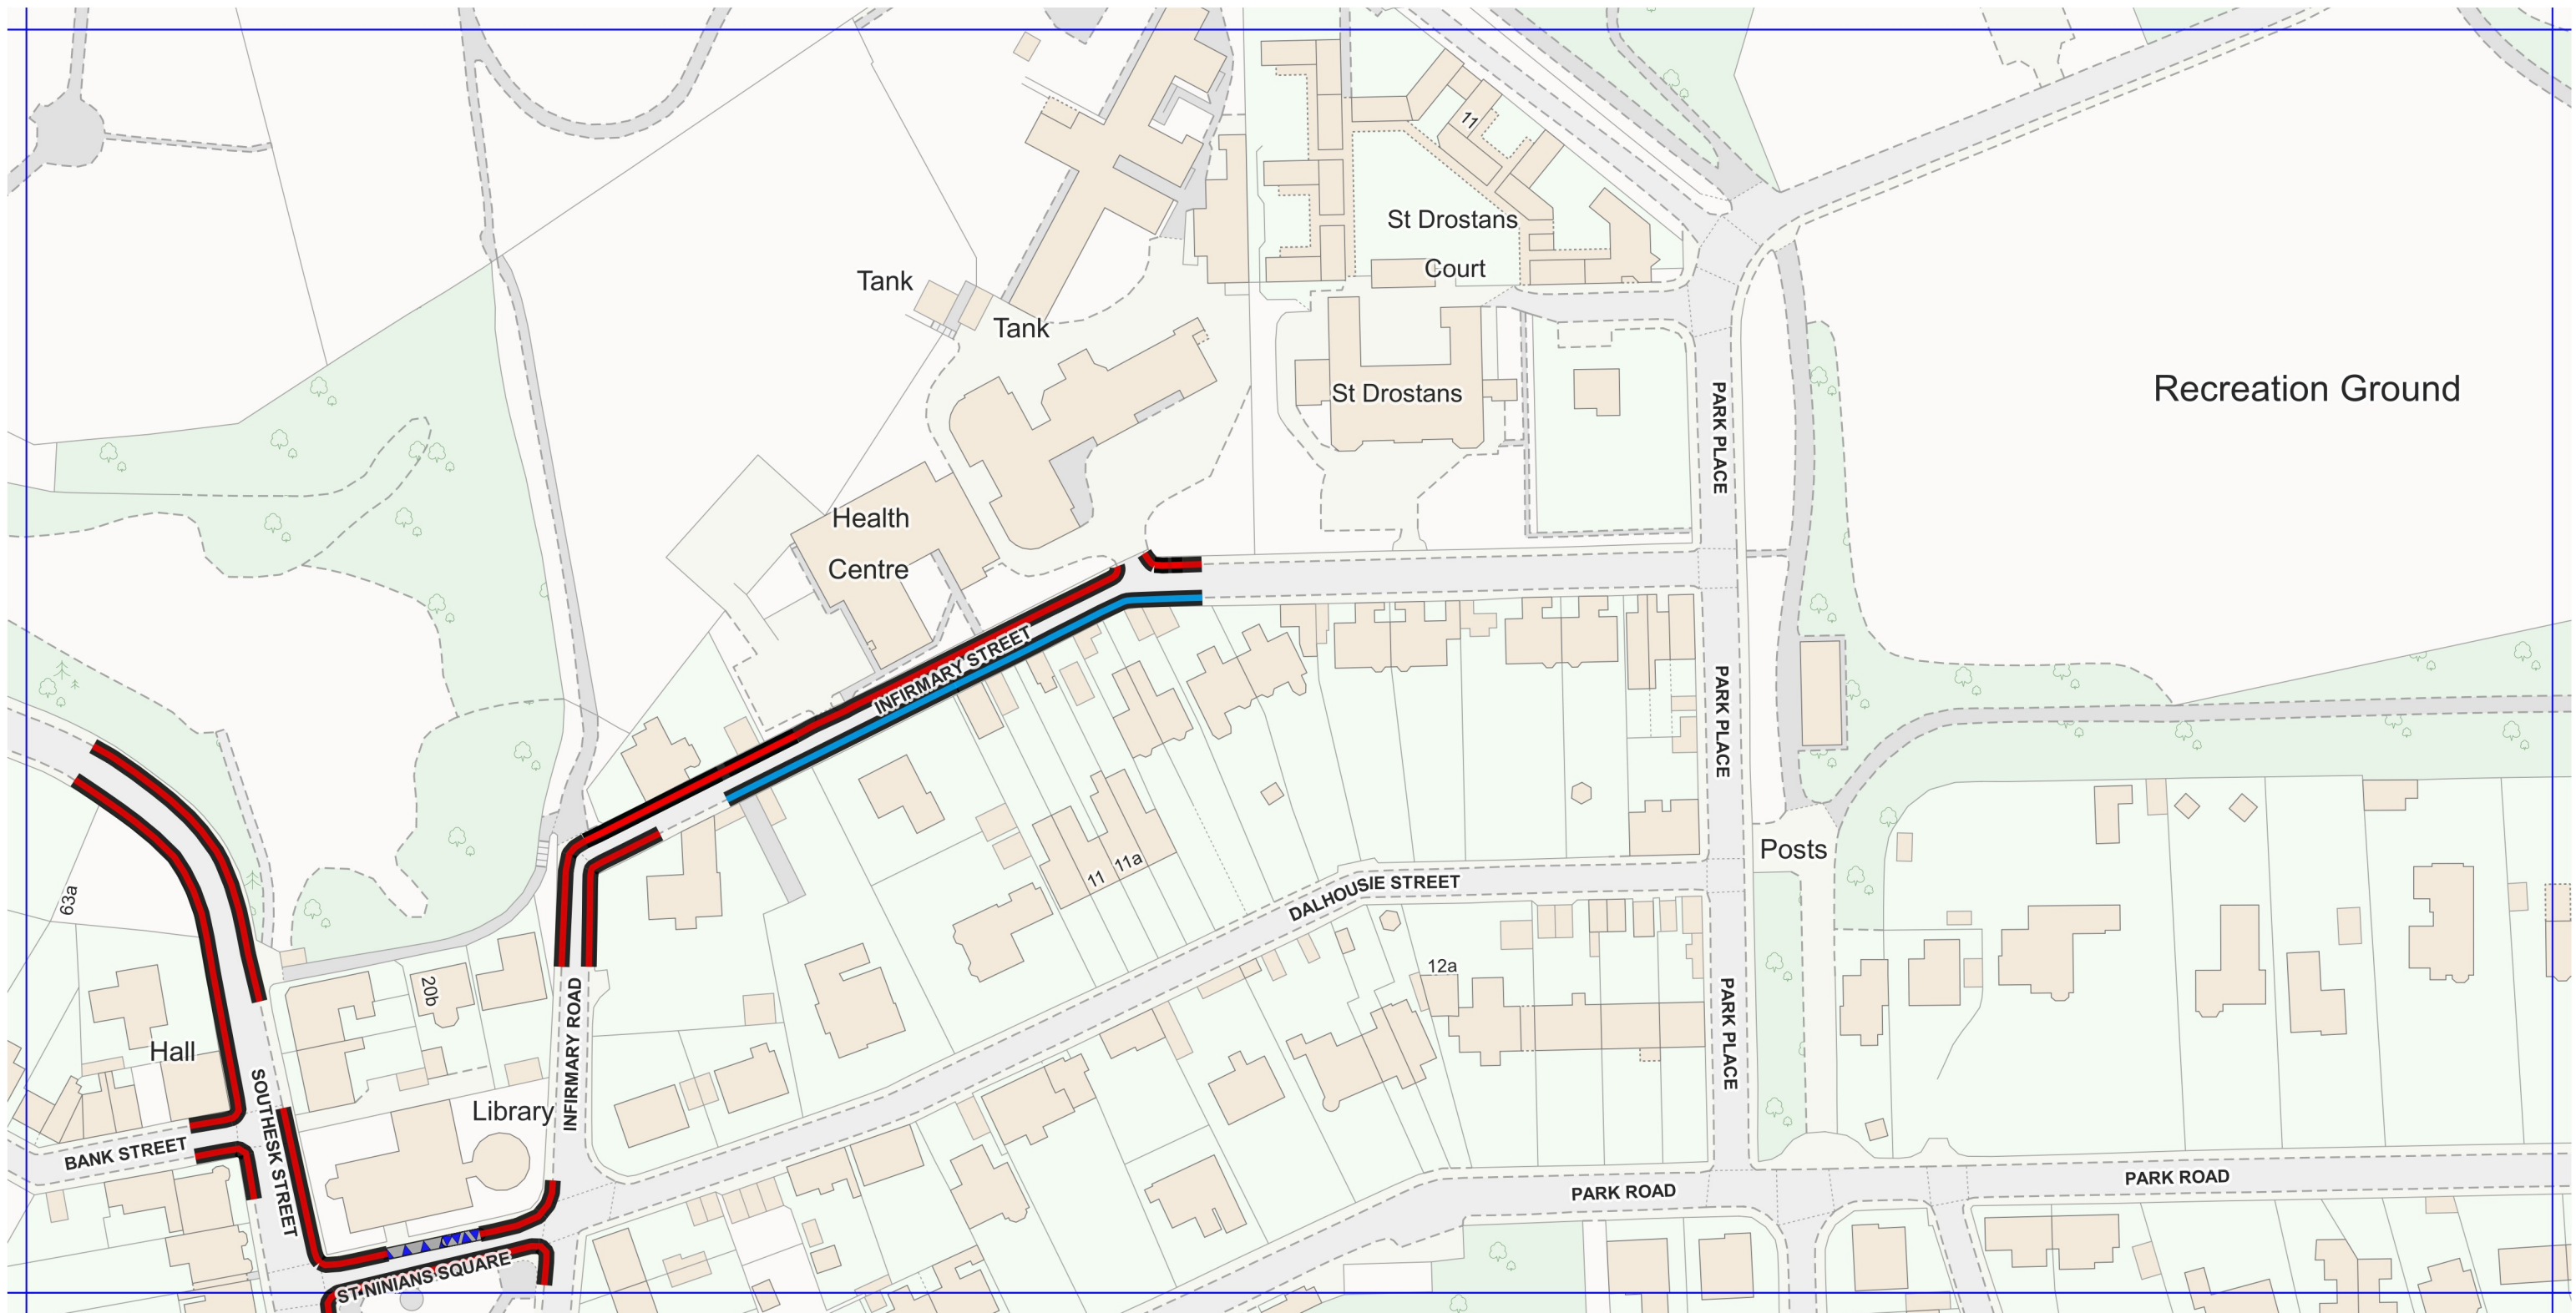 11
St Drostans
Court
Tank
Tank
St Drostans
PARK PLACE
Recreation Ground
Health
Centre
INFIRMARY STREET
PARK PLACE
Posts
11
11a
DALHOUSIE STREET
63a
20b
12a
Hall
INFIRMARY ROAD
PARK PLACE
Library
SOUTHESK STREET
BANK STREET
PARK ROAD
PARK ROAD
ST NINIANS SQUARE